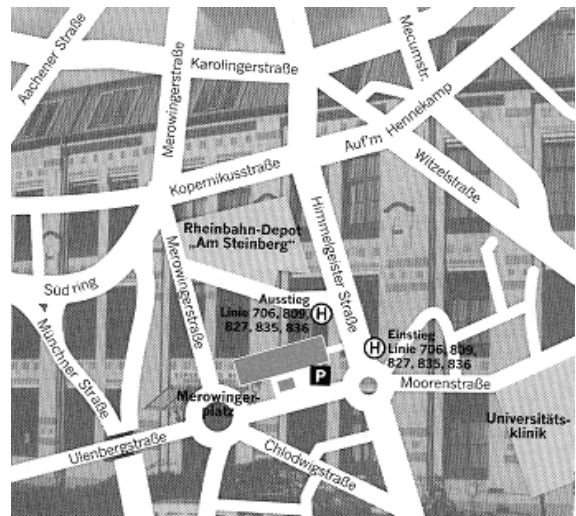 Aachener Straße
Merowingerstraße
Karolingerstraße
Mecumstr.
Auf'm Hennekamp
Witzelstraße
Kopernikusstraße
Rheinbahn-Depot
„Am Steinberg"
Himmelgeister Straße
Merowingerstraße
Südring
Münchner Straße
Ausstieg
Linie 706, 809,
827, 835, 836
H
H
Einstieg
Linie 706, 809,
827, 835, 836
P
Merowinger-
platz
Moorenstraße
Universitäts-
klinik
Ulenbergstraße
Chlodwigstraße